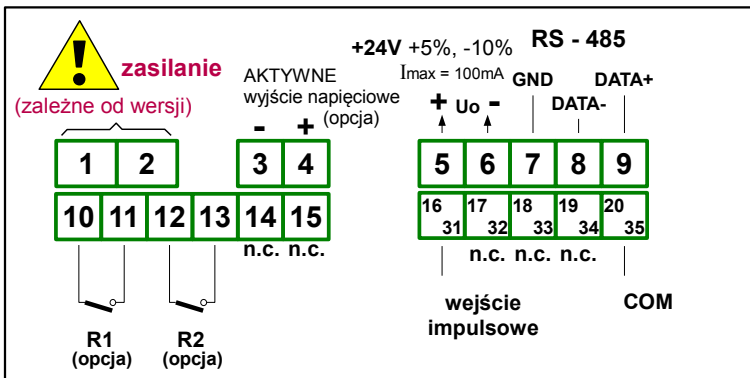 zasilanie
(zależne od wersji)
AKTYWNE
wyjście napięciowe
(opcja)
- +
+24V +5%, -10%
Imax = 100mA
+ Uo -
RS - 485
GND DATA+
DATA-
1 2 3 4 5 6 7 8 9
10 11 12 13 14 15
16 17 18 19 20
31 32 33 34 35
n.c. n.c.
n.c. n.c. n.c.
R1
(opcja)
R2
(opcja)
wejście
impulsowe
COM